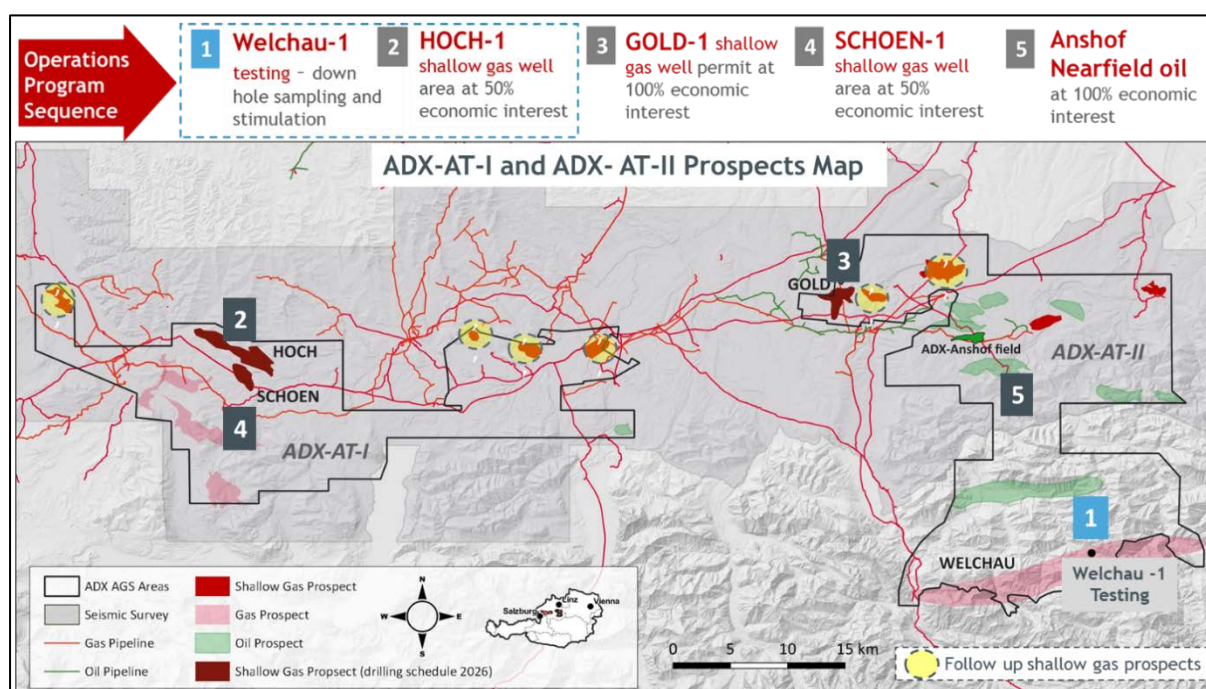 Operations
Program
Sequence
1
Welchau-1
testing – down
hole sampling and
stimulation
2
HOCH-1
shallow gas well
area at 50%
economic interest
3
GOLD-1 shallow
gas well permit at
100% economic
interest
4
SCHOEN-1
shallow gas well
area at 50%
economic interest
5
Anshof
Nearfield oil
at 100% economic
interest
ADX-AT-I and ADX- AT-II Prospects Map
3
GOLD
2
HOCH
SCHOEN
4
ADX-AT-I
ADX-Anshof field
ADX-AT-II
5
1
WELCHAU
Welchau -1
Testing
ADX AGS Areas
Seismic Survey
Gas Pipeline
Oil Pipeline
Shallow Gas Prospect
Gas Prospect
Oil Prospect
Shallow Gas Propsect (drilling schedule 2026)
N
W
E
S
Salzburg
Linz
Vienna
0 5 10 15 km
Follow up shallow gas prospects